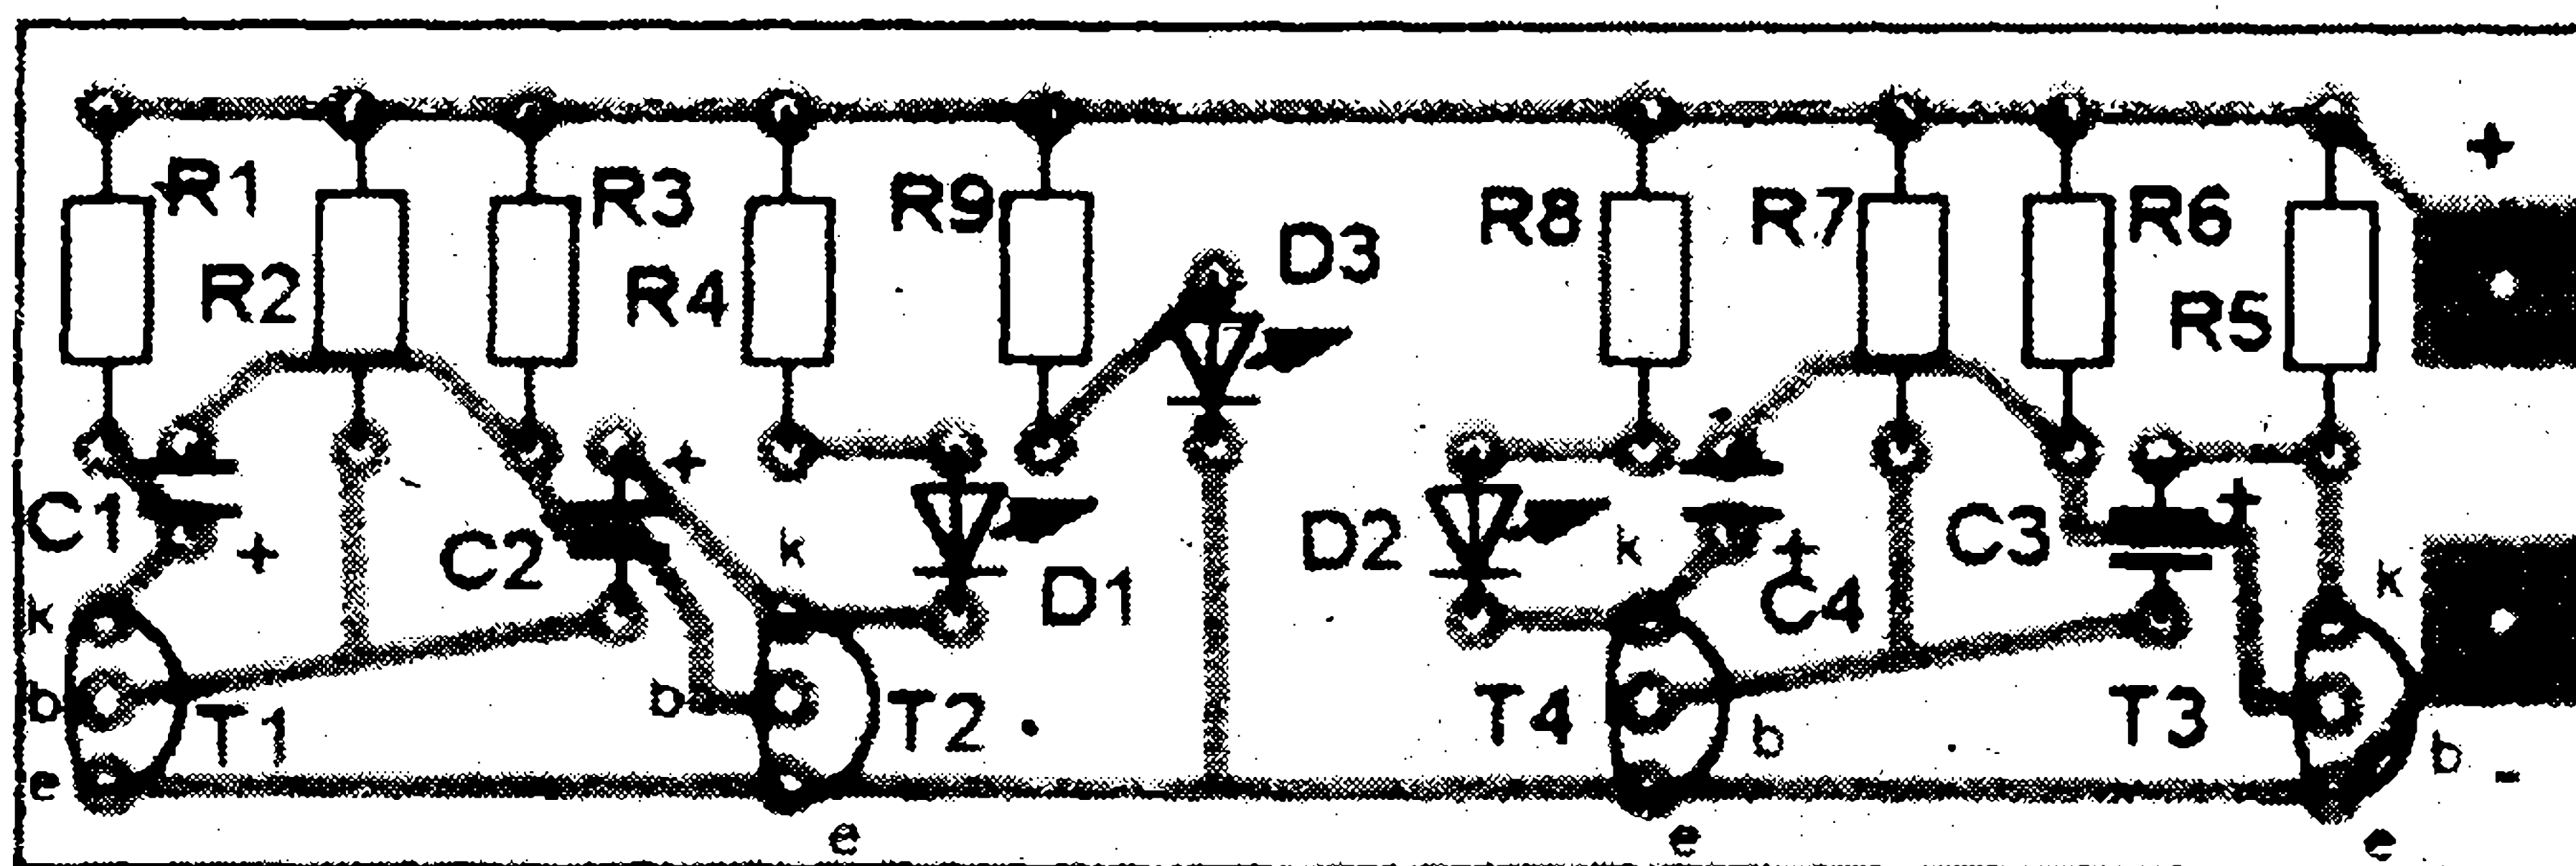 +
R1 R3 R9 R8 R7 R6
D3
R2 R4 R5
+ +
C1 k D2 k C3
+ C2 C4 + k
k D1
b b T2 T4 T3
T1 b b -
e
e e e